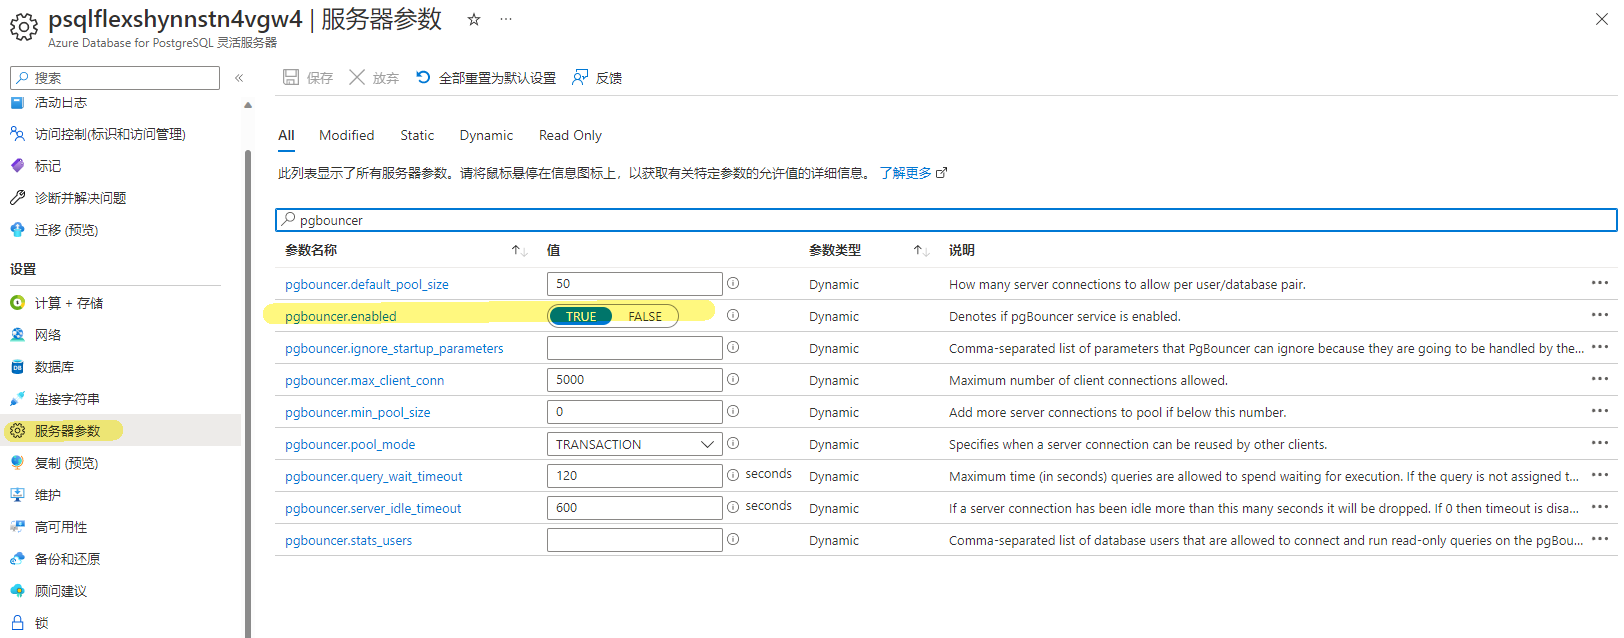 psqlflexshynnstn4vgw4 | 服务器参数
Azure Database for PostgreSQL 灵活服务器
搜索
保存 放弃 全部重置为默认设置 反馈
活动日志
访问控制(标识和访问管理)
标记
诊断并解决问题
迁移 (预览)
设置
计算 + 存储
网络
数据库
连接字符串
服务器参数
复制 (预览)
维护
高可用性
备份和还原
顾问建议
锁
All Modified Static Dynamic Read Only
此列表显示了所有服务器参数。请将鼠标悬停在信息图标上，以获取有关特定参数的允许值的详细信息。 了解更多
pgbouncer
参数名称 值 参数类型 说明
pgbouncer.default_pool_size 50 Dynamic How many server connections to allow per user/database pair.
pgbouncer.enabled TRUE FALSE Dynamic Denotes if pgBouncer service is enabled.
pgbouncer.ignore_startup_parameters Dynamic Comma-separated list of parameters that PgBouncer can ignore because they are going to be handled by the...
pgbouncer.max_client_conn 5000 Dynamic Maximum number of client connections allowed.
pgbouncer.min_pool_size 0 Dynamic Add more server connections to pool if below this number.
pgbouncer.pool_mode TRANSACTION Dynamic Specifies when a server connection can be reused by other clients.
pgbouncer.query_wait_timeout 120 seconds Dynamic Maximum time (in seconds) queries are allowed to spend waiting for execution. If the query is not assigned t...
pgbouncer.server_idle_timeout 600 seconds Dynamic If a server connection has been idle more than this many seconds it will be dropped. If 0 then timeout is disa...
pgbouncer.stats_users Dynamic Comma-separated list of database users that are allowed to connect and run read-only queries on the pgBou...